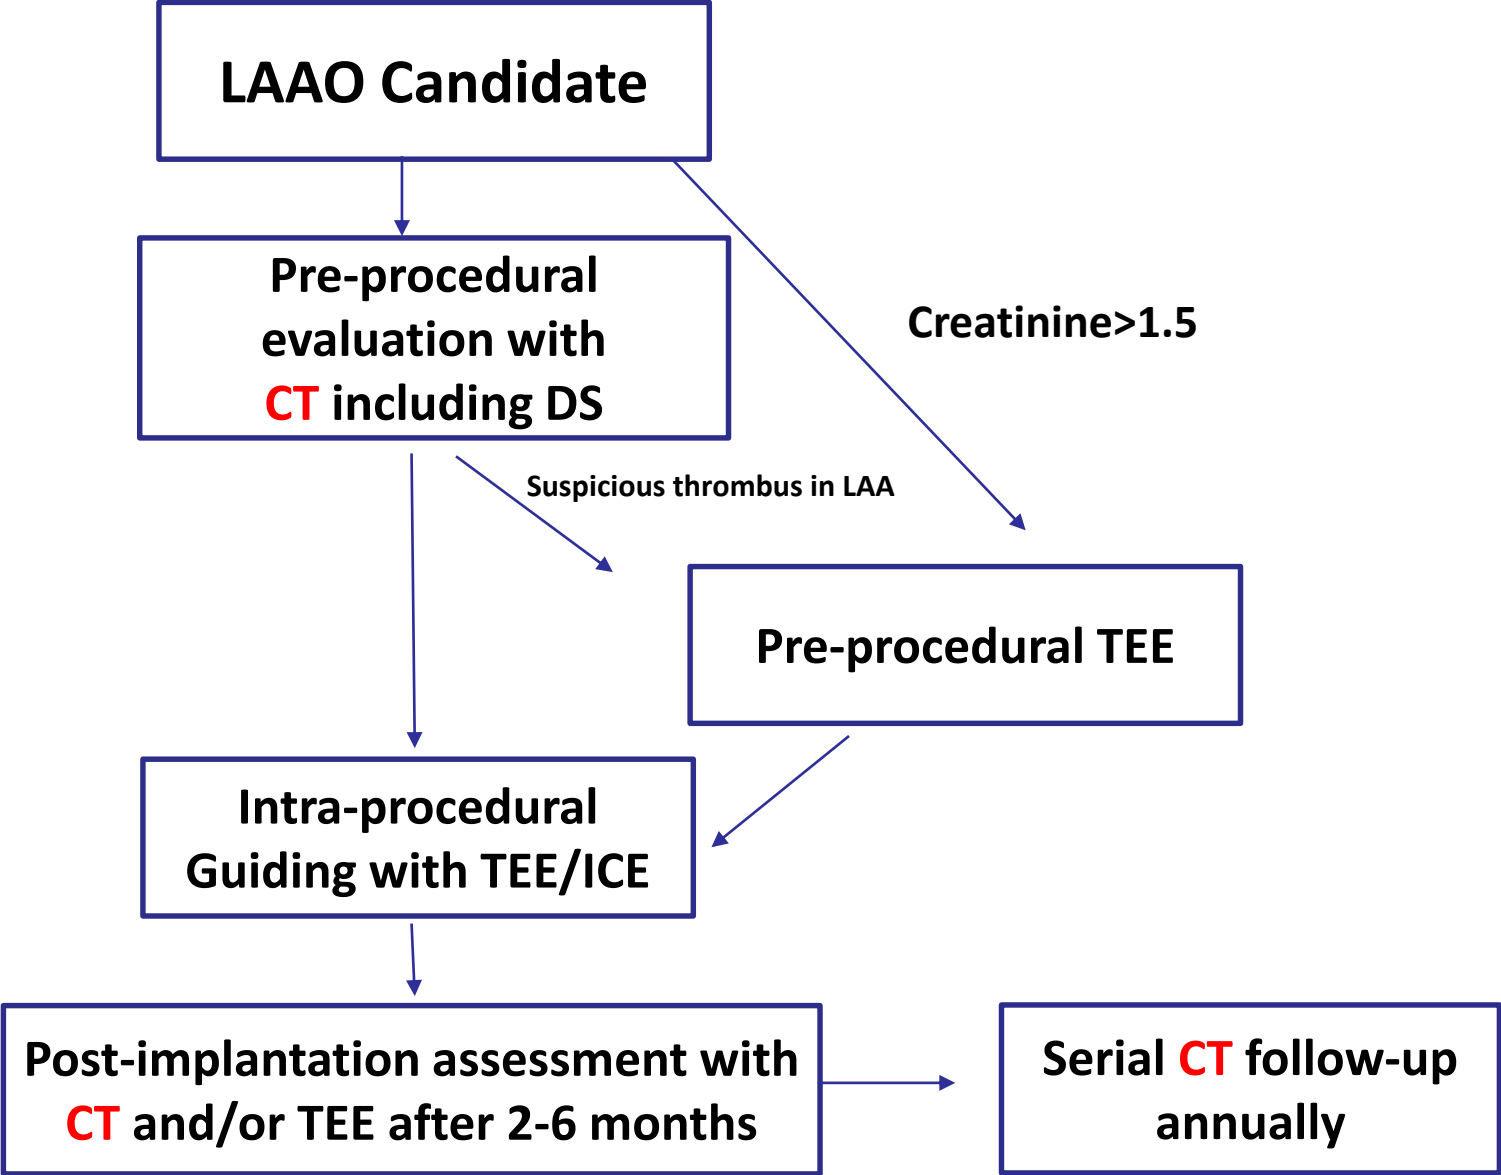 LAAO Candidate
Pre-procedural
evaluation with
CT including DS
Creatinine>1.5
Suspicious thrombus in LAA
Pre-procedural TEE
Intra-procedural
Guiding with TEE/ICE
Post-implantation assessment with
CT and/or TEE after 2-6 months
Serial CT follow-up
annually